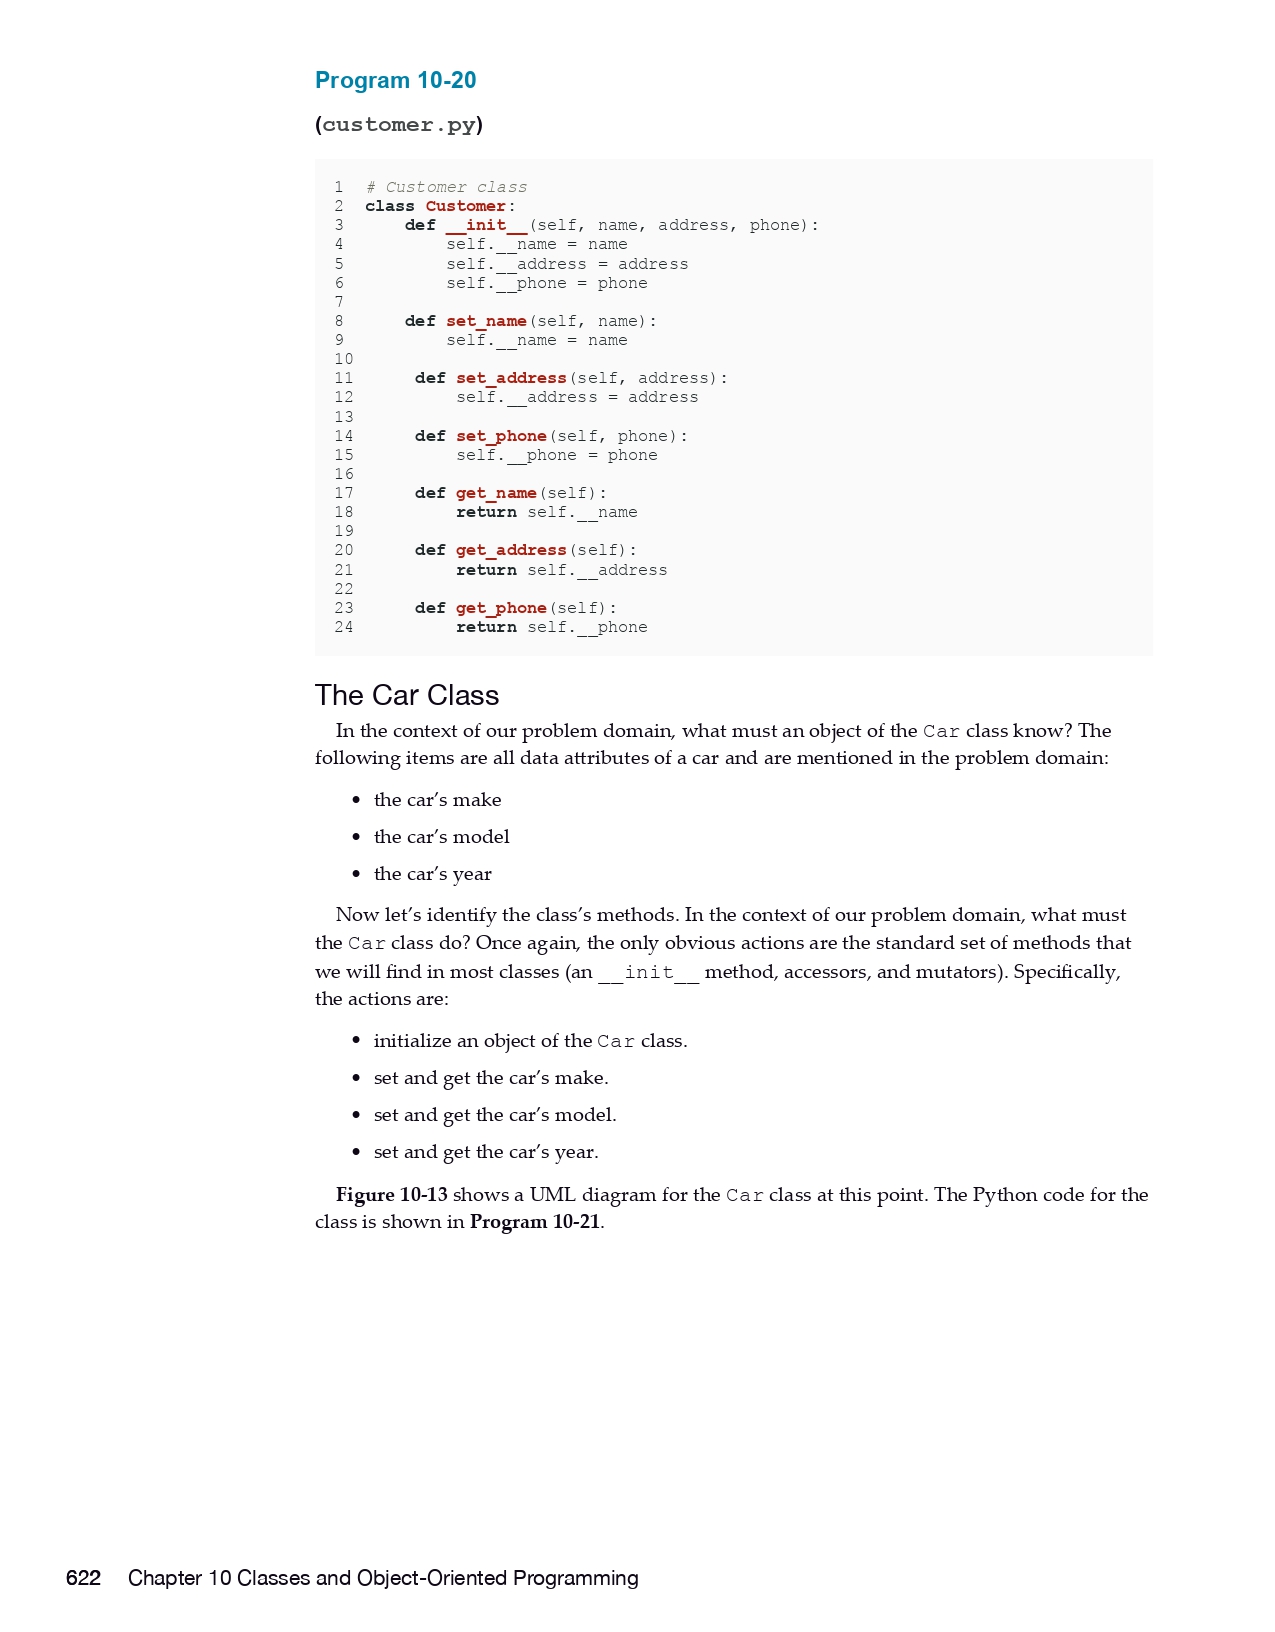 Program 10-20
(customer.py)
1 # Customer class
2 class Customer:
3     def __init__(self, name, address, phone):
4         self.__name = name
5         self.__address = address
6         self.__phone = phone
7
8     def set_name(self, name):
9         self.__name = name
10
11     def set_address(self, address):
12         self.__address = address
13
14     def set_phone(self, phone):
15         self.__phone = phone
16
17     def get_name(self):
18         return self.__name
19
20     def get_address(self):
21         return self.__address
22
23     def get_phone(self):
24         return self.__phone
The Car Class
In the context of our problem domain, what must an object of the Car class know? The
following items are all data attributes of a car and are mentioned in the problem domain:
• the car’s make
• the car’s model
• the car’s year
Now let’s identify the class’s methods. In the context of our problem domain, what must
the Car class do? Once again, the only obvious actions are the standard set of methods that
we will find in most classes (an __init__ method, accessors, and mutators). Specifically,
the actions are:
• initialize an object of the Car class.
• set and get the car’s make.
• set and get the car’s model.
• set and get the car’s year.
Figure 10-13 shows a UML diagram for the Car class at this point. The Python code for the
class is shown in Program 10-21.
622 Chapter 10 Classes and Object-Oriented Programming